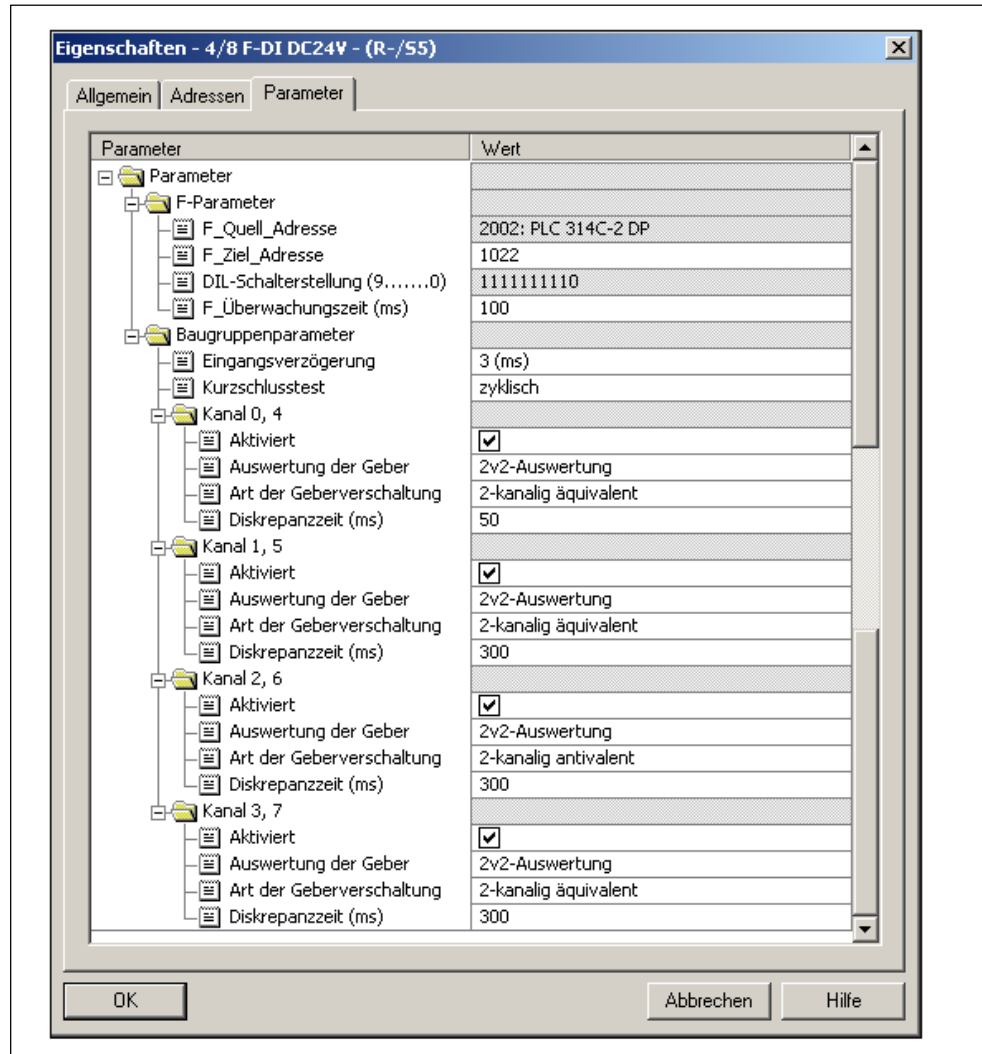 Eigenschaften - 4/8 F-DI DC24V - (R-/S5)
Allgemein Adressen Parameter
Parameter Wert
Parameter
F-Parameter
F_Quell_Adresse 2002: PLC 314C-2 DP
F_Ziel_Adresse 1022
DIL-Schalterstellung (9.......0) 1111111110
F_Überwachungszeit (ms) 100
Baugruppenparameter
Eingangsverzögerung 3 (ms)
Kurzschlusstest zyklisch
Kanal 0, 4
Aktiviert
Auswertung der Geber 2v2-Auswertung
Art der Geberverschaltung 2-kanalig äquivalent
Diskrepanzzeit (ms) 50
Kanal 1, 5
Aktiviert
Auswertung der Geber 2v2-Auswertung
Art der Geberverschaltung 2-kanalig äquivalent
Diskrepanzzeit (ms) 300
Kanal 2, 6
Aktiviert
Auswertung der Geber 2v2-Auswertung
Art der Geberverschaltung 2-kanalig antivalent
Diskrepanzzeit (ms) 300
Kanal 3, 7
Aktiviert
Auswertung der Geber 2v2-Auswertung
Art der Geberverschaltung 2-kanalig äquivalent
Diskrepanzzeit (ms) 300
OK Abbrechen Hilfe